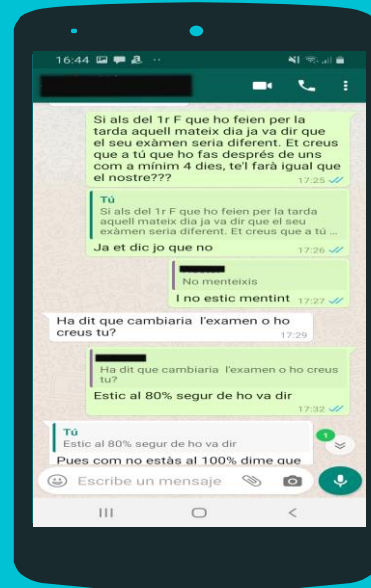 16:44
Si als del 1r F que ho feien per la
tarda aquell mateix dia ja va dir que
el seu exàmen seria diferent. Et creus
que a tú que ho fas després de uns
com a mínim 4 dies, te'l farà igual que
el nostre???
17:25
Tú
Si als del 1r F que ho feien per la tarda
aquell mateix dia ja va dir que el seu
exàmen seria diferent. Et creus que a tú ...
Ja et dic jo que no
17:26
No menteixis
I no estic mentint
17:27
Ha dit que cambiaria l'examen o ho
creus tu?
17:29
Ha dit que cambiaria l'examen o ho creus
tu?
Estic al 80% segur de ho va dir
17:32
Tú
Estic al 80% segur de ho va dir
1
Pues com no estàs al 100% dime que
Escribe un mensaje